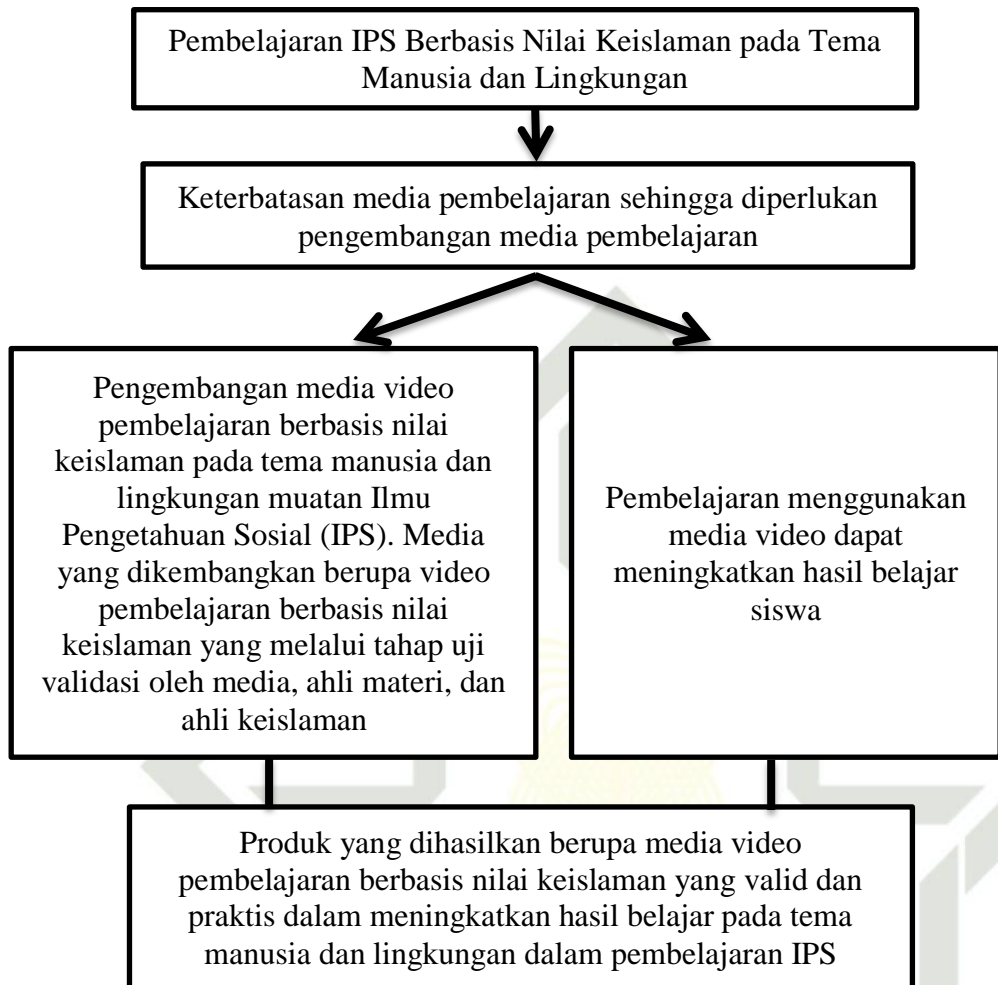 Pembelajaran IPS Berbasis Nilai Keislaman pada Tema
Manusia dan Lingkungan
Keterbatasan media pembelajaran sehingga diperlukan
pengembangan media pembelajaran
Pengembangan media video
pembelajaran berbasis nilai
keislaman pada tema manusia dan
lingkungan muatan Ilmu
Pengetahuan Sosial (IPS). Media
yang dikembangkan berupa video
pembelajaran berbasis nilai
keislaman yang melalui tahap uji
validasi oleh media, ahli materi, dan
ahli keislaman
Pembelajaran menggunakan
media video dapat
meningkatkan hasil belajar
siswa
Produk yang dihasilkan berupa media video
pembelajaran berbasis nilai keislaman yang valid dan
praktis dalam meningkatkan hasil belajar pada tema
manusia dan lingkungan dalam pembelajaran IPS